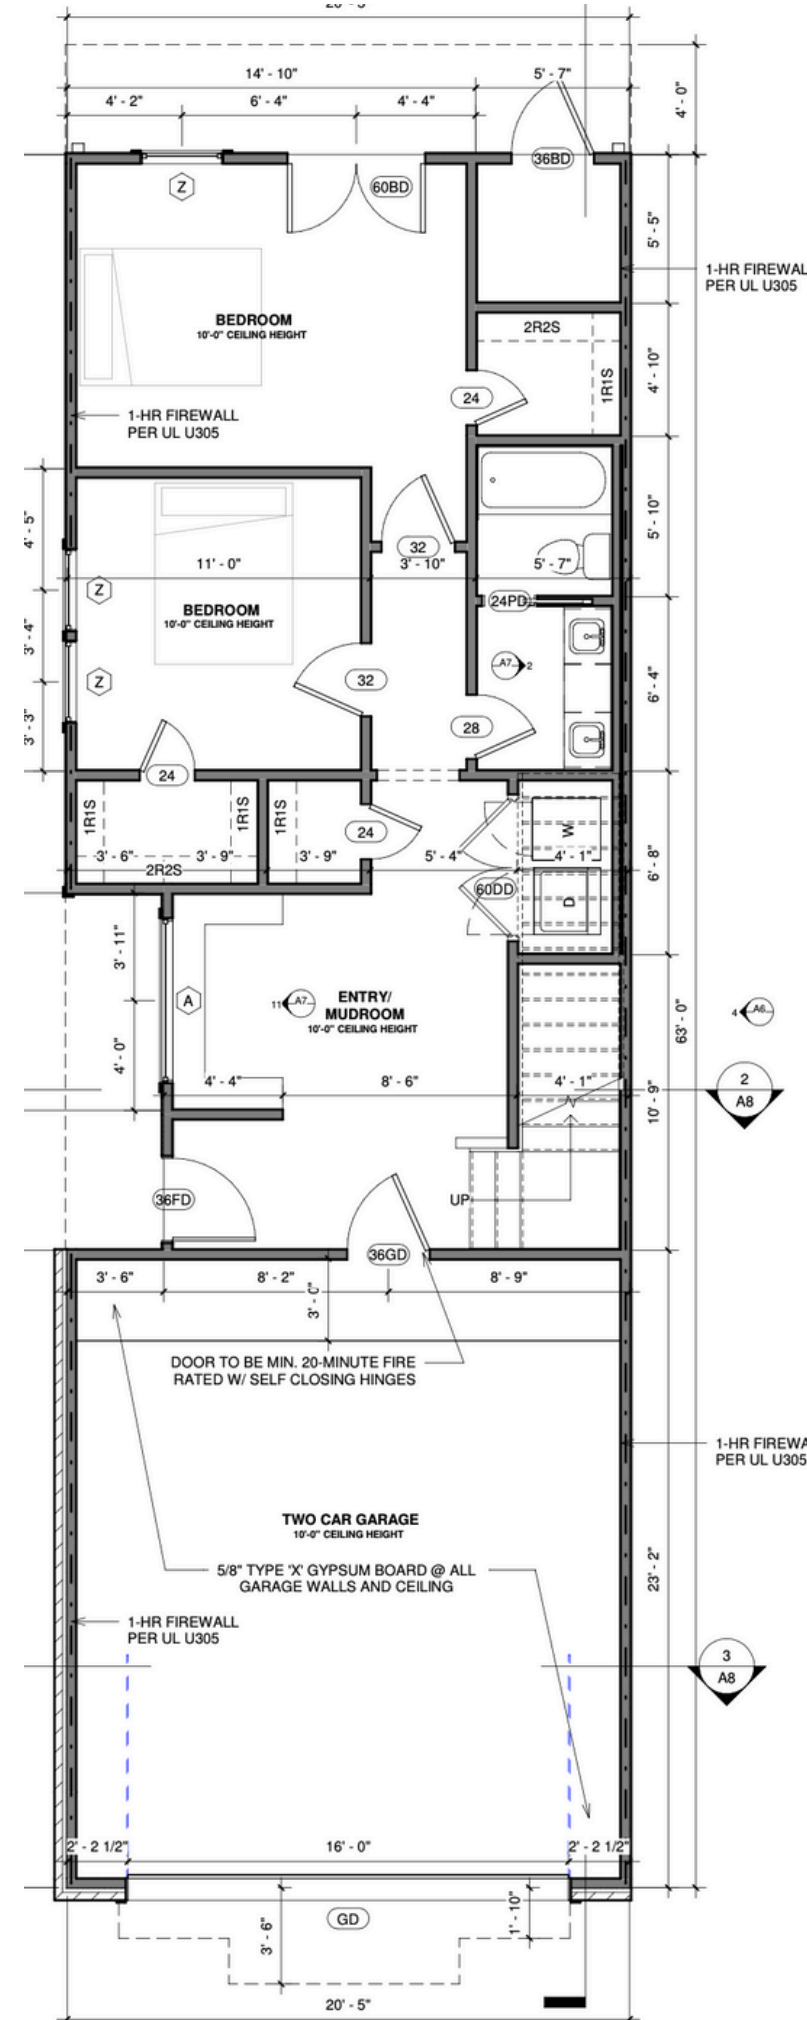 14' - 10"
5' - 7"
4' - 2"
6' - 4"
4' - 4"
4' - 0"
36BD
Z
60BD
5' - 5"
1-HR FIREWAL
PER UL U305
BEDROOM
10'-0" CEILING HEIGHT
2R2S
1R1S
4' - 10"
24
1-HR FIREWALL
PER UL U305
4' - 5"
5' - 10"
32
11' - 0"
3' - 10"
5' - 7"
Z
24PD
BEDROOM
10'-0" CEILING HEIGHT
3' - 4"
A7
2
Z
32
6' - 4"
28
3' - 3"
24
1R1S
1R1S
1R1S
24
W
3' - 6"
3' - 9"
3' - 9"
5' - 4"
4' - 1"
6' - 8"
2R2S
60DD
D
3' - 11"
A
11
A7
ENTRY/
MUDROOM
10'-0" CEILING HEIGHT
4
A6
63' - 0"
4' - 0"
4' - 4"
8' - 6"
4' - 1"
10' - 9"
2
A8
36FD
UP
36GD
3' - 6"
8' - 2"
8' - 9"
3' - 0"
DOOR TO BE MIN. 20-MINUTE FIRE
RATED W/ SELF CLOSING HINGES
1-HR FIREWA
PER UL U305
TWO CAR GARAGE
10'-0" CEILING HEIGHT
5/8" TYPE 'X' GYPSUM BOARD @ ALL
GARAGE WALLS AND CEILING
23' - 2"
1-HR FIREWALL
PER UL U305
3
A8
2' - 2 1/2"
16' - 0"
2' - 2 1/2"
GD
3' - 6"
1' - 10"
20' - 5"